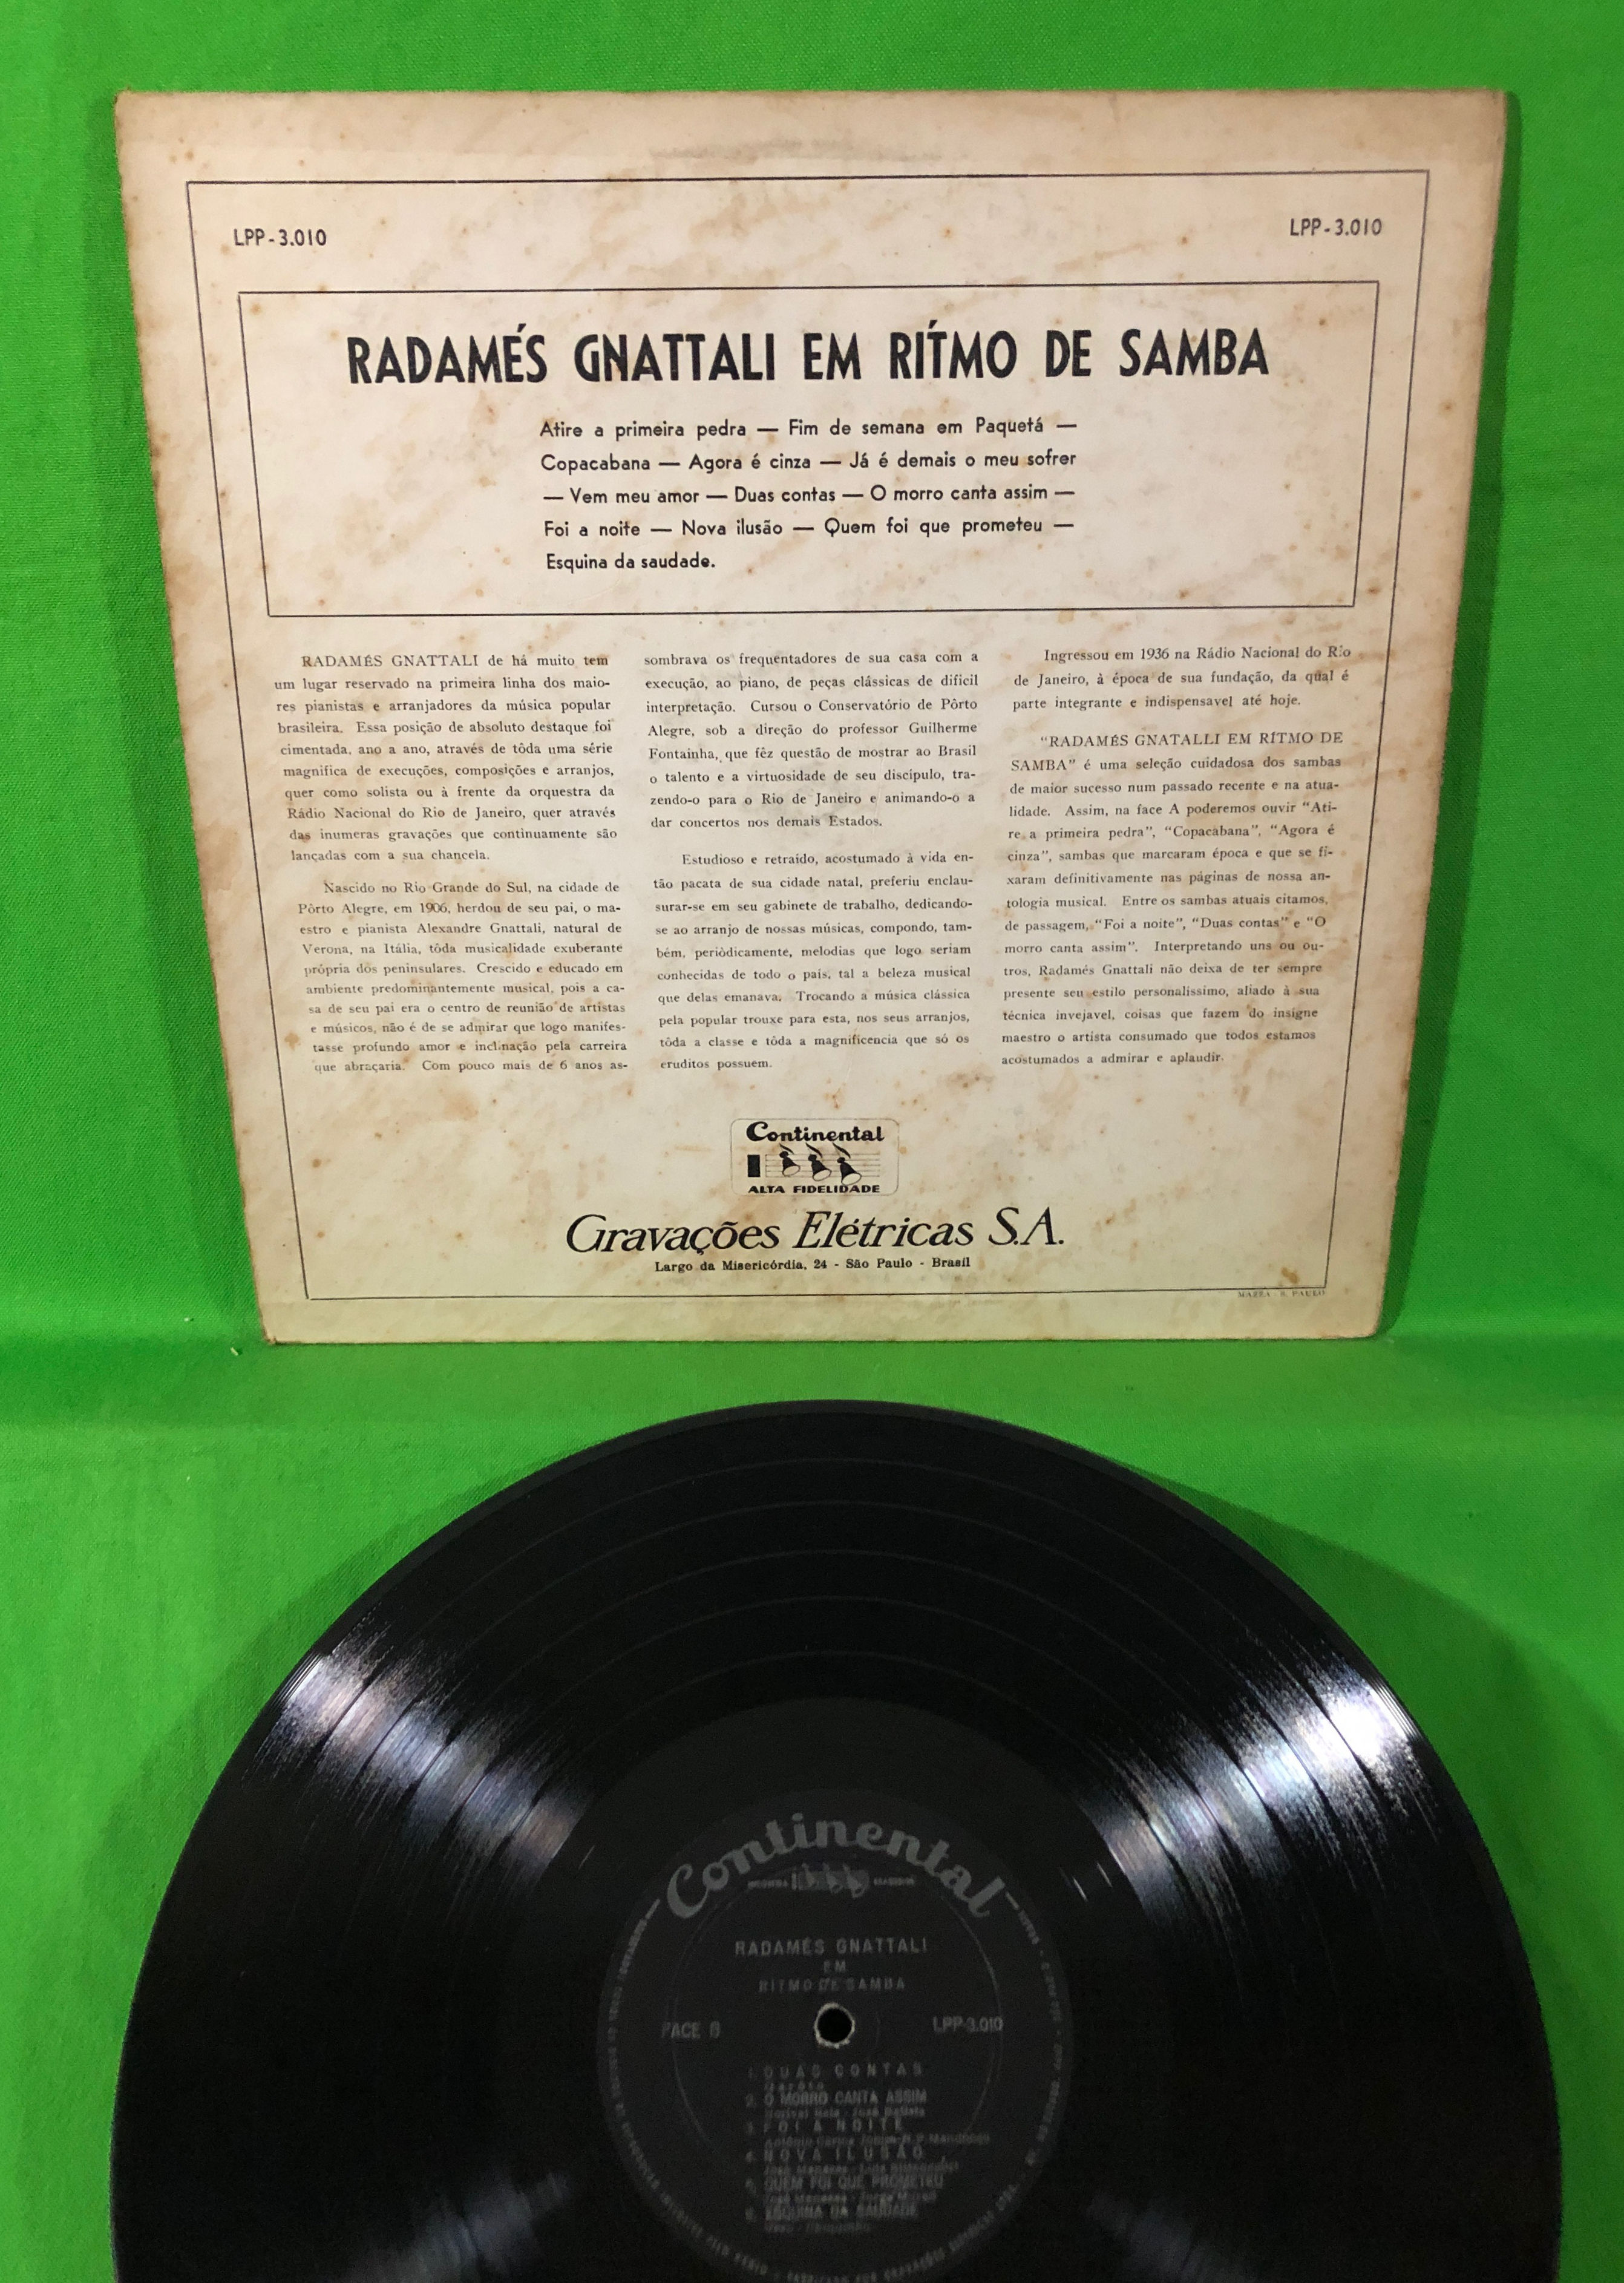 LPP-3.010
LPP-3.010
RADAMÉS GNATTALI EM RÍTMO DE SAMBA
Atire a primeira pedra — Fim de semana em Paquetá —
Copacabana — Agora é cinza — Já é demais o meu sofrer
— Vem meu amor — Duas contas — O morro canta assim —
Foi a noite — Nova ilusão — Quem foi que prometeu —
Esquina da saudade.
RADAMÉS GNATTALI de há muito tem
um lugar reservado na primeira linha dos maio-
res pianistas e arranjadores da música popular
brasileira. Essa posição de absoluto destaque foi
cimentada, ano a ano, através de tôda uma série
magnifica de execuções, composições e arranjos,
quer como solista ou à frente da orquestra da
Rádio Nacional do Rio de Janeiro, quer através
das inumeras gravações que continuamente são
lançadas com a sua chancela.
Nascido no Rio Grande do Sul, na cidade de
Pôrto Alegre, em 1906, herdou de seu pai, o ma-
estro e pianista Alexandre Gnattali, natural de
Verona, na Itália, tôda musicalidade exuberante
própria dos peninsulares. Crescido e educado em
ambiente predominantemente musical, pois a ca-
sa de seu pai era o centro de reunião de artistas
e músicos, não é de se admirar que logo manifes-
tasse profundo amor e inclinação pela carreira
que abraçaria. Com pouco mais de 6 anos as-
sombrava os frequentadores de sua casa com a
execução, ao piano, de peças clássicas de dificil
interpretação. Cursou o Conservatório de Pôrto
Alegre, sob a direção do professor Guilherme
Fontainha, que fêz questão de mostrar ao Brasil
o talento e a virtuosidade de seu discipulo, tra-
zendo-o para o Rio de Janeiro e animando-o a
dar concertos nos demais Estados.
Estudioso e retraido, acostumado à vida en-
tão pacata de sua cidade natal, preferiu enclau-
surar-se em seu gabinete de trabalho, dedicando-
se ao arranjo de nossas músicas, compondo, tam-
bém, periòdicamente, melodias que logo seriam
conhecidas de todo o país, tal a beleza musical
que delas emanava. Trocando a música clássica
pela popular trouxe para esta, nos seus arranjos,
tôda a classe e tôda a magnificencia que só os
eruditos possuem.
Ingressou em 1936 na Rádio Nacional do Rio
de Janeiro, à época de sua fundação, da qual é
parte integrante e indispensavel até hoje.
“RADAMÉS GNATALLI EM RÍTMO DE
SAMBA” é uma seleção cuidadosa dos sambas
de maior sucesso num passado recente e na atua-
lidade. Assim, na face A poderemos ouvir “Ati-
re a primeira pedra”, “Copacabana”, “Agora é
cinza”, sambas que marcaram época e que se fi-
xaram definitivamente nas páginas de nossa an-
tologia musical. Entre os sambas atuais citamos,
de passagem, “Foi a noite”, “Duas contas” e “O
morro canta assim”. Interpretando uns ou ou-
tros, Radamés Gnattali não deixa de ter sempre
presente seu estilo personalissimo, aliado à sua
técnica invejavel, coisas que fazem do insigne
maestro o artista consumado que todos estamos
acostumados a admirar e aplaudir.
Continental
ALTA FIDELIDADE
Gravações Elétricas S.A.
Largo da Misericórdia, 24 - São Paulo - Brasil
MAZZA - S. PAULO
Continental
RADAMÉS GNATTALI
EM
RÍTMO DE SAMBA
FACE B
LPP-3.010
1. DUAS CONTAS
Garôto
2. O MORRO CANTA ASSIM
José Batista
3. FOI A NOITE
4. NOVA ILUSÃO
José Menezes
5. QUEM FOI QUE PROMETEU
José Menezes
6. ESQUINA DA SAUDADE